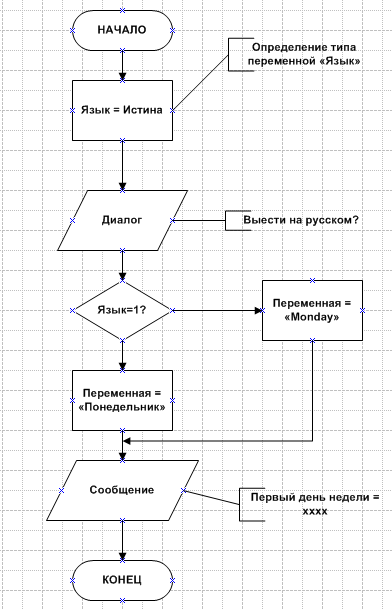 НАЧАЛО
Определение типа
переменной «Язык»
Язык = Истина
Диалог
Выести на русском?
Язык=1?
Переменная =
«Monday»
Переменная =
«Понедельник»
Сообщение
Первый день недели =
xxxx
КОНЕЦ